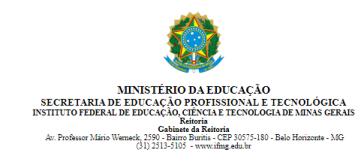 MINISTÉRIO DA EDUCAÇÃO
SECRETARIA DE EDUCAÇÃO PROFISSIONAL E TECNOLÓGICA
INSTITUTO FEDERAL DE EDUCAÇÃO, CIÊNCIA E TECNOLOGIA DE MINAS GERAIS
Reitoria
Gabinete da Reitoria
Av. Professor Mário Werneck, 2590 - Bairro Buritis - CEP 30575-180 - Belo Horizonte - MG
(31) 2513-5105 - www.ifmg.edu.br